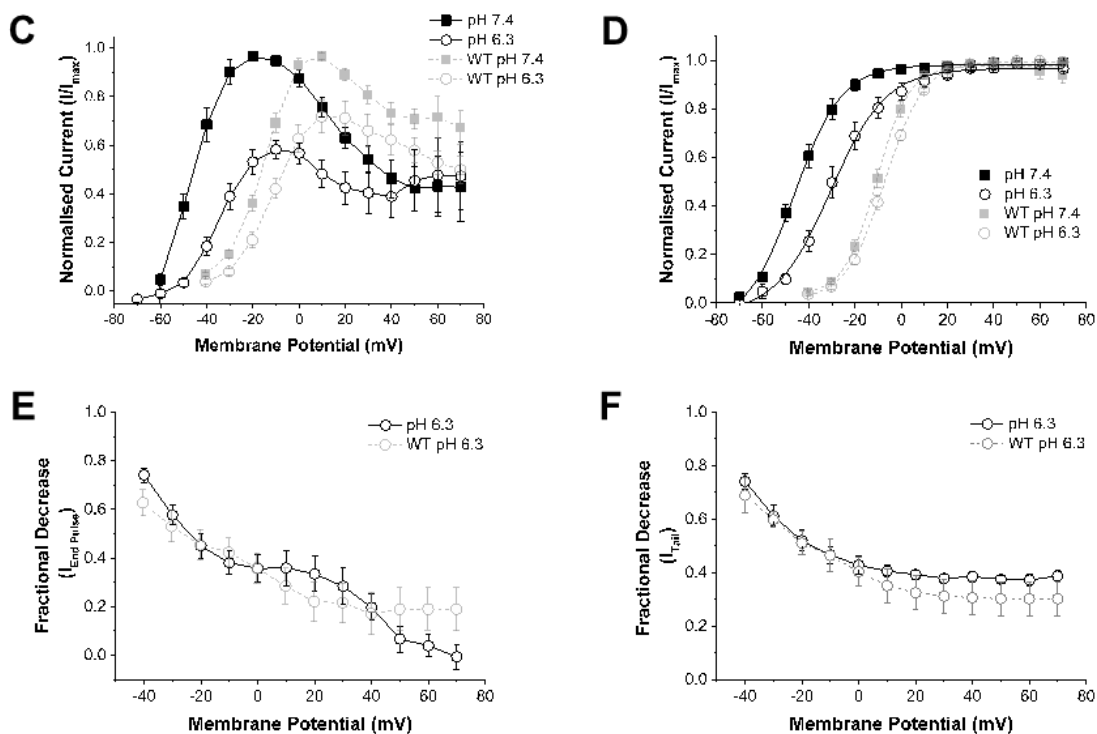 C
pH 7.4
pH 6.3
WT pH 7.4
WT pH 6.3
Normalised Current (I/Imax)
1.0
0.8
0.6
0.4
0.2
0.0
-80 -60 -40 -20 0 20 40 60 80
Membrane Potential (mV)
D
Normalised Current (I/Imax)
1.0
0.8
0.6
0.4
0.2
0.0
pH 7.4
pH 6.3
WT pH 7.4
WT pH 6.3
-80 -60 -40 -20 0 20 40 60 80
Membrane Potential (mV)
E
pH 6.3
WT pH 6.3
Fractional Decrease
(IEnd Pulse)
1.0
0.8
0.6
0.4
0.2
0.0
-40 -20 0 20 40 60 80
Membrane Potential (mV)
F
pH 6.3
WT pH 6.3
Fractional Decrease
(ITail)
1.0
0.8
0.6
0.4
0.2
0.0
-40 -20 0 20 40 60 80
Membrane Potential (mV)